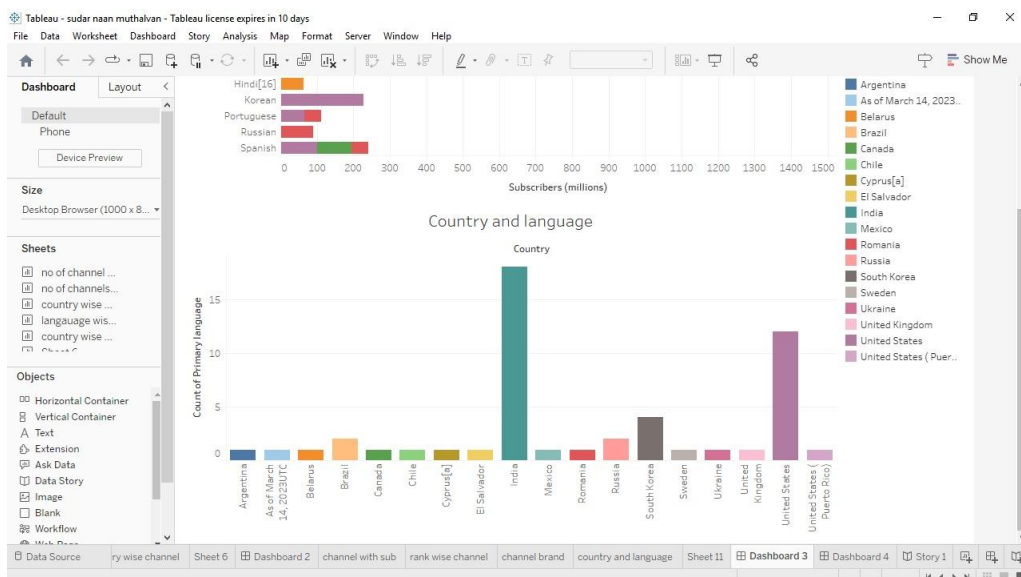 Tableau - sudar naan muthalvan - Tableau license expires in 10 days
File Data Worksheet Dashboard Story Analysis Map Format Server Window Help
Show Me
Dashboard Layout
Default
Phone
Device Preview
Size
Desktop Browser (1000 x 8...
Sheets
no of channel ...
no of channels...
country wise ...
langauage wis...
country wise ...
Objects
Horizontal Container
Vertical Container
Text
Extension
Ask Data
Data Story
Image
Blank
Workflow
Hindi[16]
Korean
Portuguese
Russian
Spanish
0 100 200 300 400 500 600 700 800 900 1000 1100 1200 1300 1400 1500
Subscribers (millions)
Country and language
Country
Count of Primary language
15
10
5
0
Argentina
As of March 14, 2023UTC
Belarus
Brazil
Canada
Chile
Cyprus[a]
El Salvador
India
Mexico
Romania
Russia
South Korea
Sweden
Ukraine
United Kingdom
United States
United States ( Puerto Rico)
Argentina
As of March 14, 2023..
Belarus
Brazil
Canada
Chile
Cyprus[a]
El Salvador
India
Mexico
Romania
Russia
South Korea
Sweden
Ukraine
United Kingdom
United States
United States ( Puer..
Data Source ry wise channel Sheet 6 Dashboard 2 channel with sub rank wise channel channel brand country and language Sheet 11 Dashboard 3 Dashboard 4 Story 1